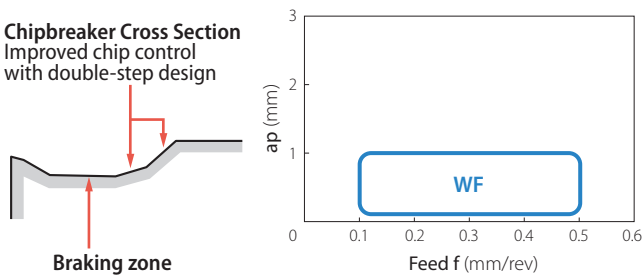 Chipbreaker Cross Section
Improved chip control
with double-step design
Braking zone
3
2
1
0
ap (mm)
WF
0.1 0.2 0.3 0.4 0.5 0.6
Feed f (mm/rev)